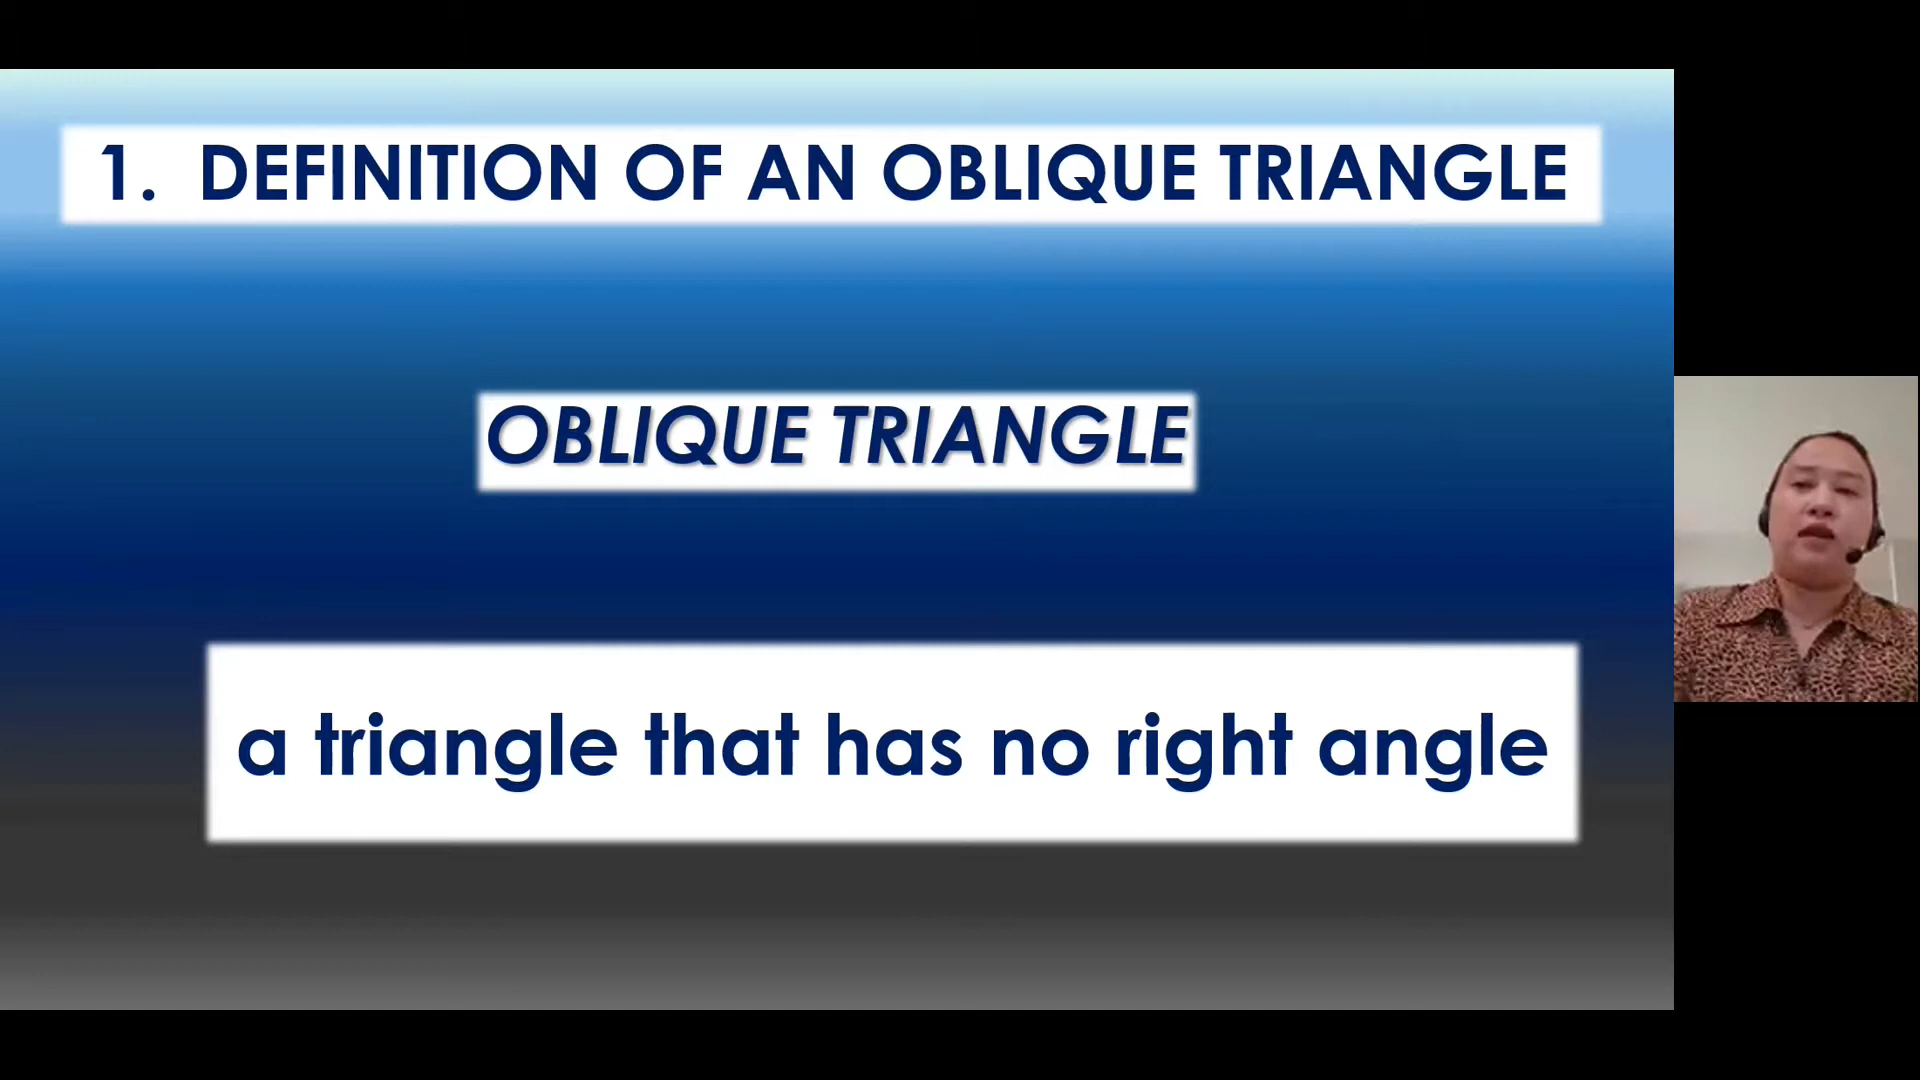 1. DEFINITION OF AN OBLIQUE TRIANGLE
OBLIQUE TRIANGLE
a triangle that has no right angle